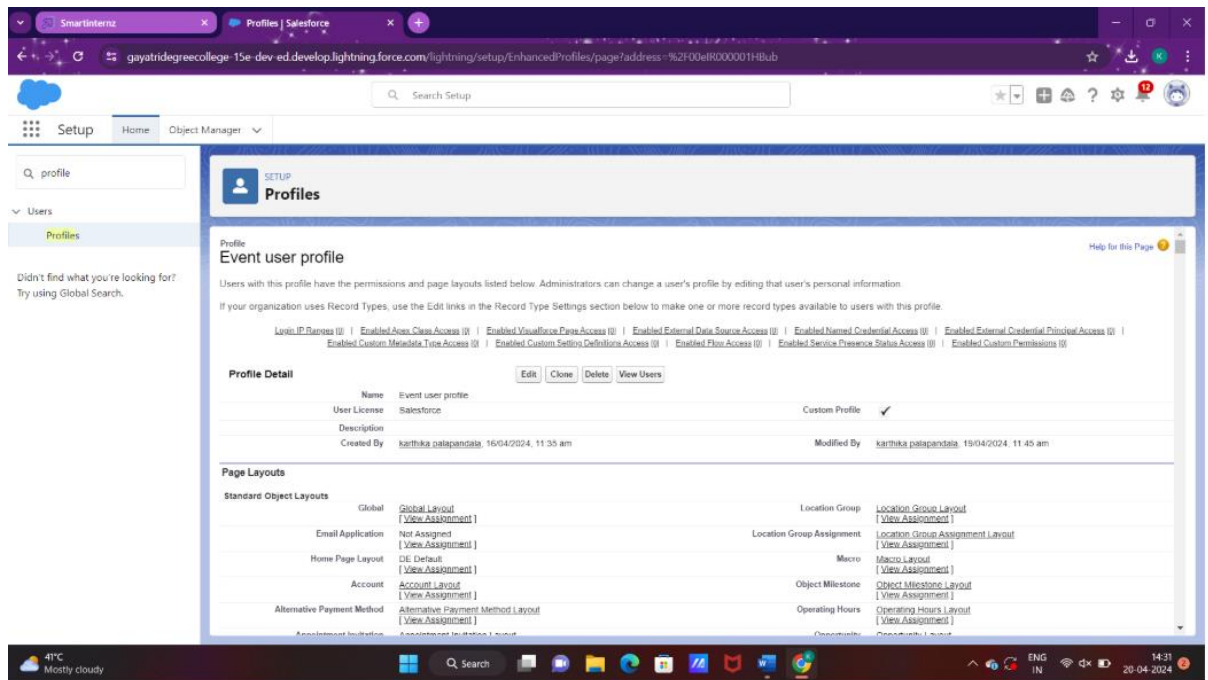 Smartinternz
Profiles | Salesforce
gayatridegreecollege-15e-dev-ed.develop.lightning.force.com/lightning/setup/EnhancedProfiles/page?address=%2F00eIR000001HBub
Search Setup
12
Setup Home Object Manager
profile
Users
Profiles
Didn't find what you're looking for?
Try using Global Search.
SETUP
Profiles
Profile
Event user profile
Help for this Page
Users with this profile have the permissions and page layouts listed below. Administrators can change a user's profile by editing that user's personal information.
If your organization uses Record Types, use the Edit links in the Record Type Settings section below to make one or more record types available to users with this profile.
Login IP Ranges [0] | Enabled Apex Class Access [0] | Enabled Visualforce Page Access [0] | Enabled External Data Source Access [0] | Enabled Named Credential Access [0] | Enabled External Credential Principal Access [0] |
Enabled Custom Metadata Type Access [0] | Enabled Custom Setting Definitions Access [0] | Enabled Flow Access [0] | Enabled Service Presence Status Access [0] | Enabled Custom Permissions [0]
Profile Detail Edit Clone Delete View Users
Name Event user profile
User License Salesforce Custom Profile ✓
Description
Created By karthika palapandala, 16/04/2024, 11:35 am Modified By karthika palapandala, 19/04/2024, 11:45 am
Page Layouts
Standard Object Layouts
Global Global Layout Location Group Location Group Layout
[ View Assignment ] [ View Assignment ]
Email Application Not Assigned Location Group Assignment Location Group Assignment Layout
[ View Assignment ] [ View Assignment ]
Home Page Layout DE Default Macro Macro Layout
[ View Assignment ] [ View Assignment ]
Account Account Layout Object Milestone Object Milestone Layout
[ View Assignment ] [ View Assignment ]
Alternative Payment Method Alternative Payment Method Layout Operating Hours Operating Hours Layout
[ View Assignment ] [ View Assignment ]
Appointment Invitation Appointment Invitation Layout Opportunity Opportunity Layout
41°C
Mostly cloudy
Search
ENG
IN
14:31
20-04-2024